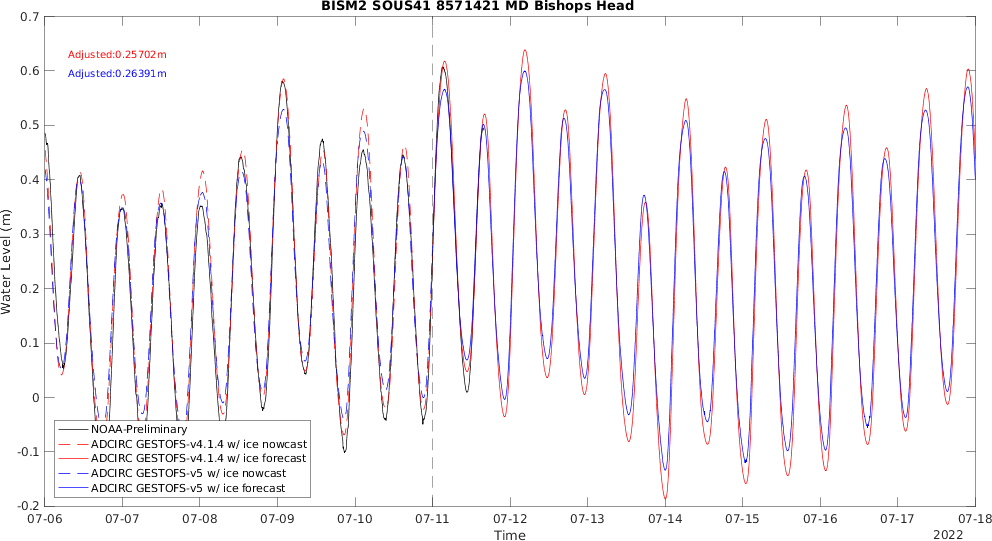 BISM2 SOUS41 8571421 MD Bishops Head
0.7
0.6
0.5
0.4
0.3
0.2
0.1
0
-0.1
-0.2
Water Level (m)
Adjusted:0.25702m
Adjusted:0.26391m
NOAA-Preliminary
ADCIRC GESTOFS-v4.1.4 w/ ice nowcast
ADCIRC GESTOFS-v4.1.4 w/ ice forecast
ADCIRC GESTOFS-v5 w/ ice nowcast
ADCIRC GESTOFS-v5 w/ ice forecast
07-06 07-07 07-08 07-09 07-10 07-11 07-12 07-13 07-14 07-15 07-16 07-17 07-18
Time
2022